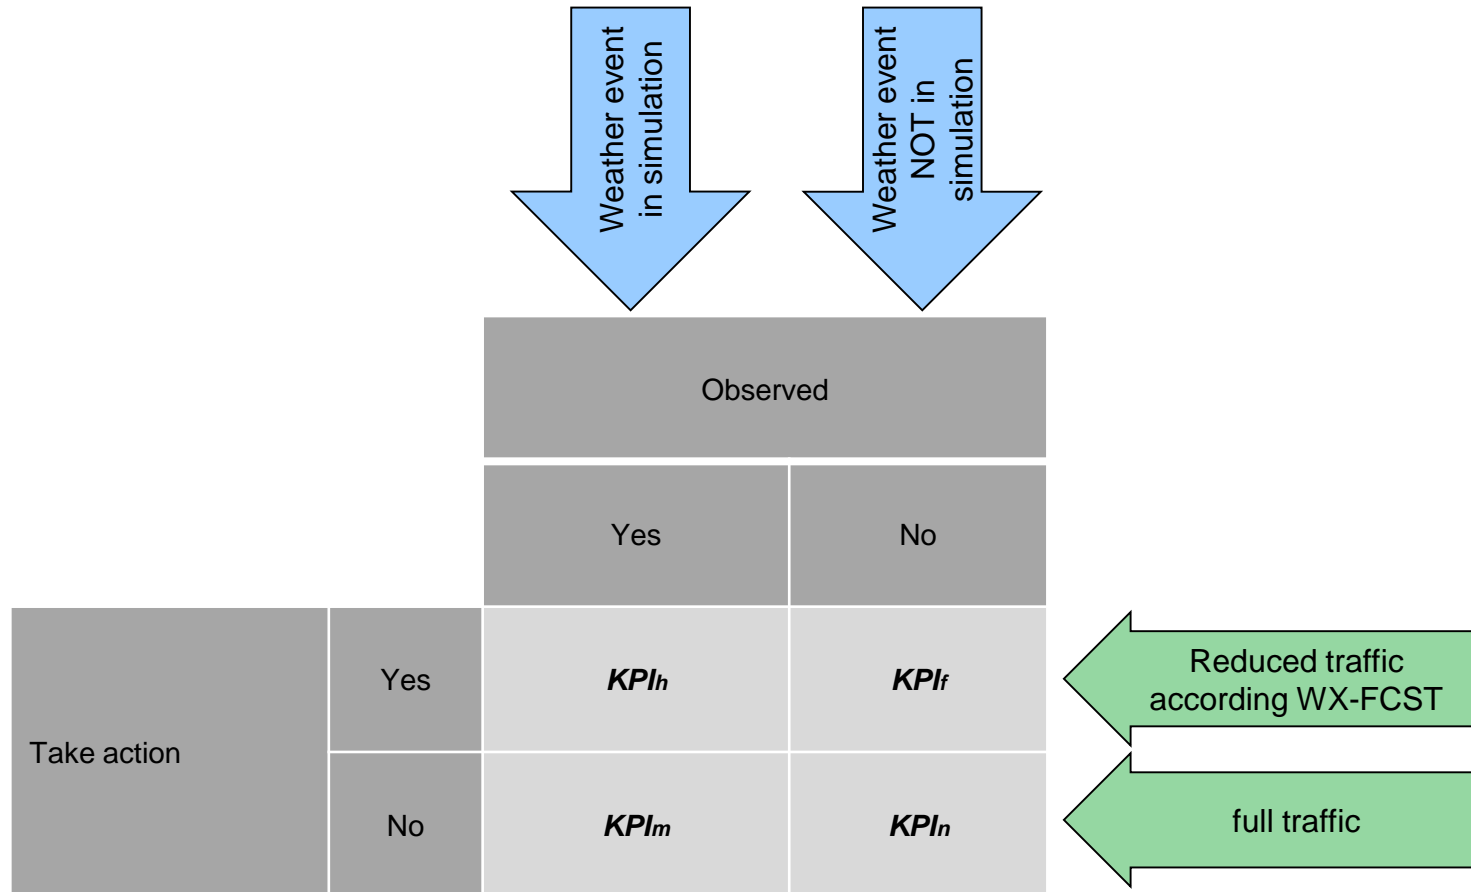 Weather event
in simulation
Weather event
NOT in
simulation
Observed
Yes
No
Take action
Yes
KPIh
KPIf
Reduced traffic
according WX-FCST
No
KPIm
KPIn
full traffic